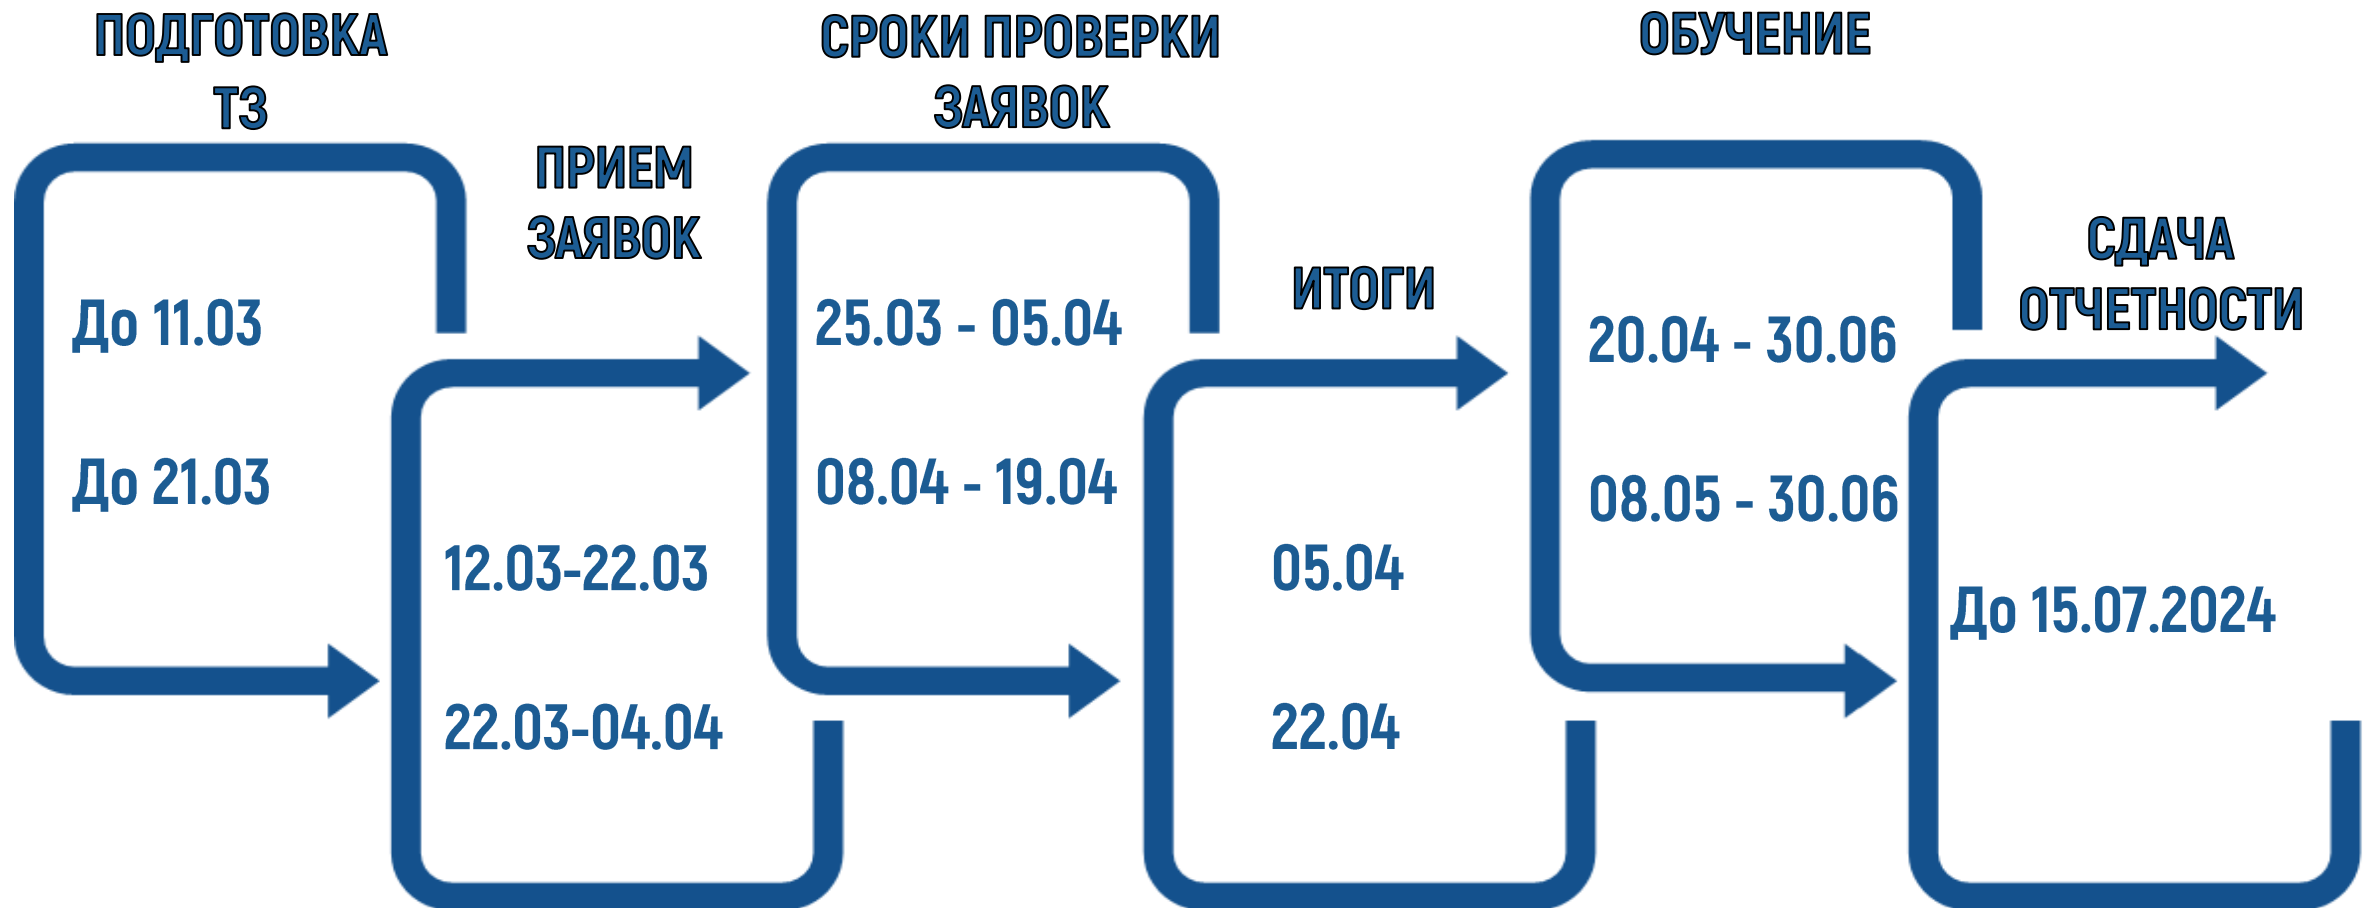 ПОДГОТОВКА
ТЗ
До 11.03
До 21.03
ПРИЕМ
ЗАЯВОК
12.03-22.03
22.03-04.04
СРОКИ ПРОВЕРКИ
ЗАЯВОК
25.03 - 05.04
08.04 - 19.04
ИТОГИ
05.04
22.04
ОБУЧЕНИЕ
20.04 - 30.06
08.05 - 30.06
СДАЧА
ОТЧЕТНОСТИ
До 15.07.2024